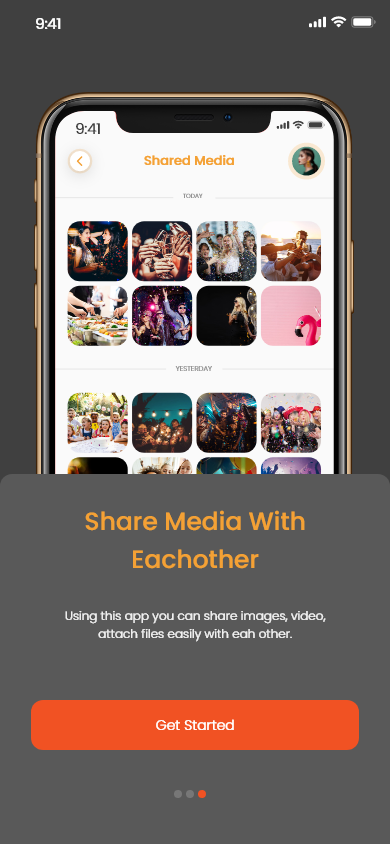 9:41
9:41
Shared Media
TODAY
YESTERDAY
Share Media With
Eachother
Using this app you can share images, video,
attach files easily with eah other.
Get Started